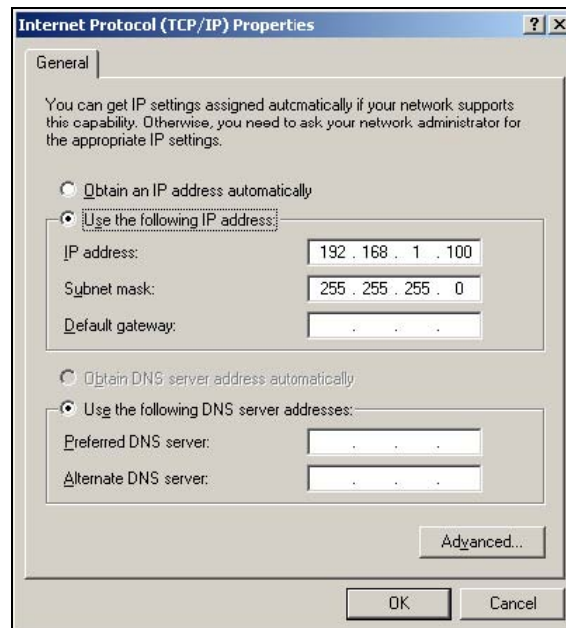 Internet Protocol (TCP/IP) Properties
General
You can get IP settings assigned automatically if your network supports
this capability. Otherwise, you need to ask your network administrator for
the appropriate IP settings.
Obtain an IP address automatically
Use the following IP address:
IP address: 192 . 168 . 1 . 100
Subnet mask: 255 . 255 . 255 . 0
Default gateway: . . .
Obtain DNS server address automatically
Use the following DNS server addresses:
Preferred DNS server: . . .
Alternate DNS server: . . .
Advanced...
OK Cancel